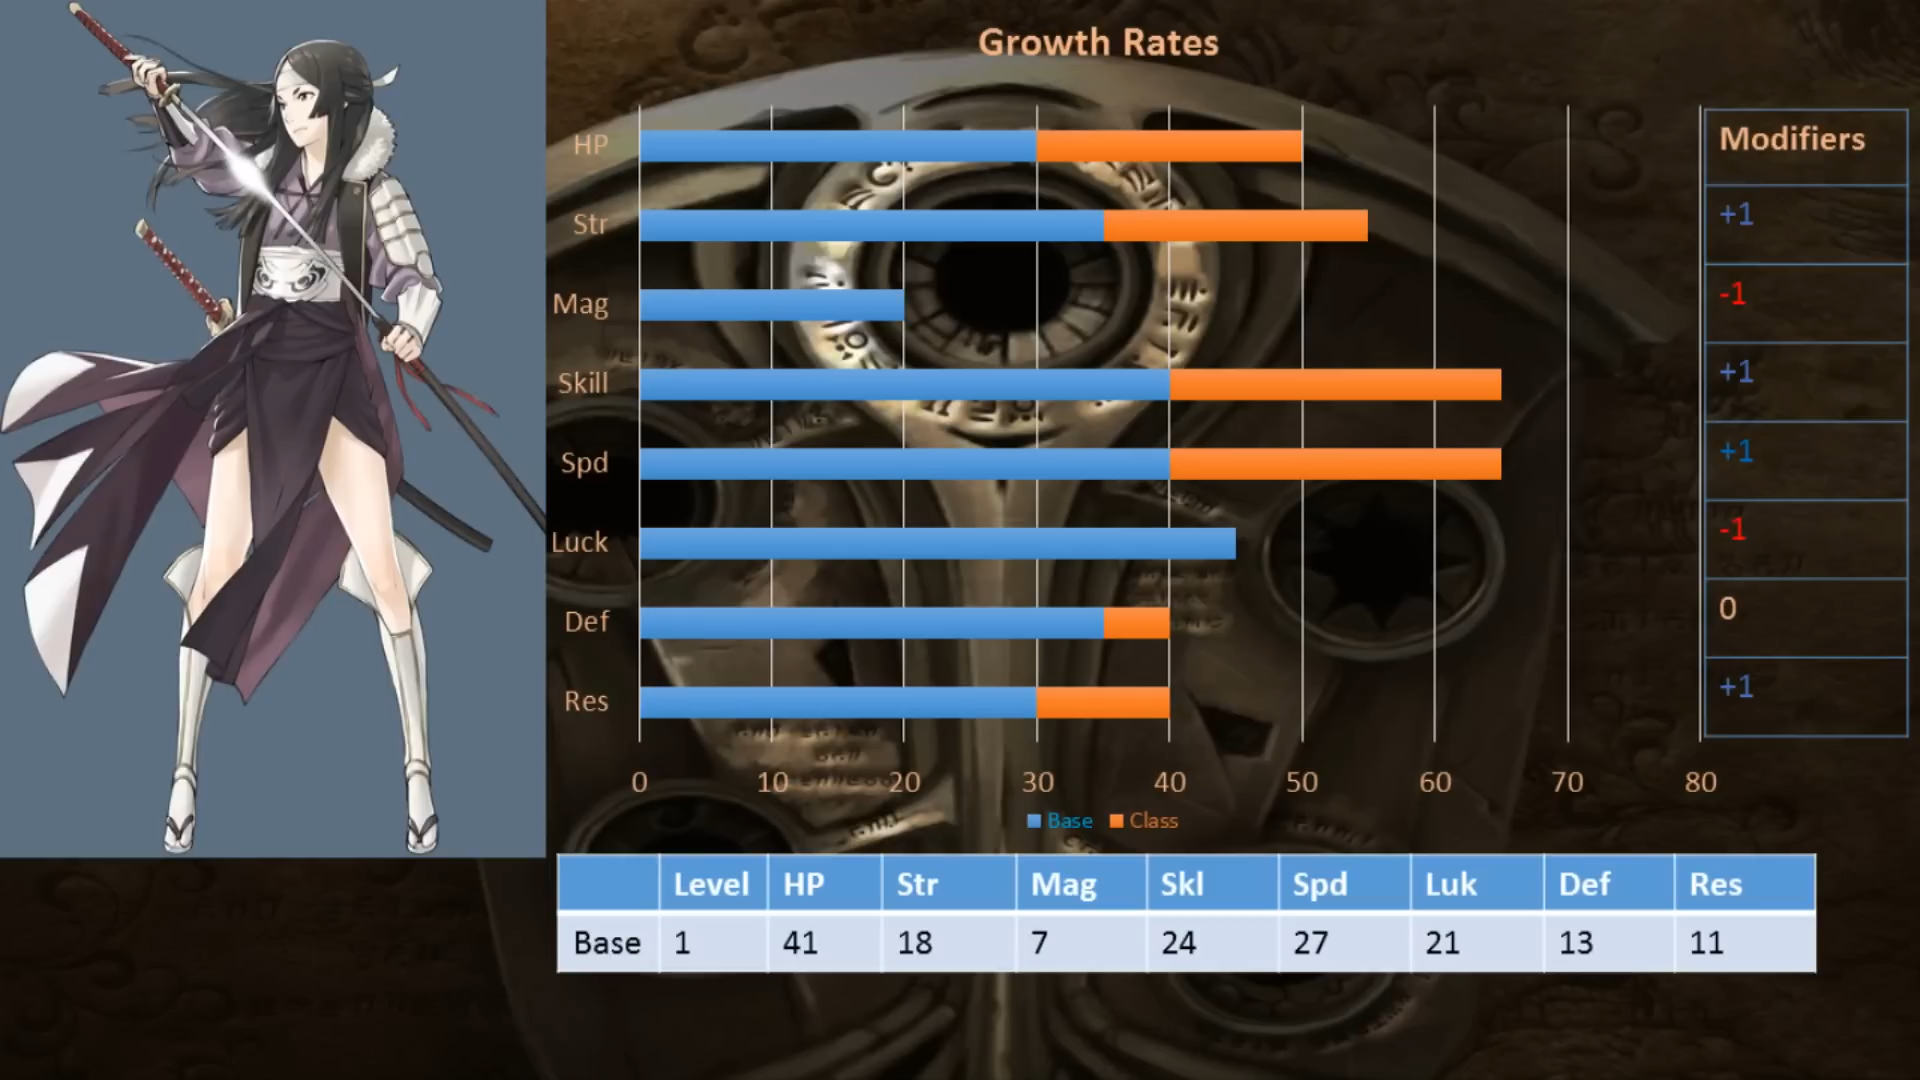 Growth Rates
HP
Str
Mag
Skill
Spd
Luck
Def
Res
0 10 20 30 40 50 60 70 80
Base Class
Modifiers
+1
-1
+1
+1
-1
0
+1
Level HP Str Mag Skl Spd Luk Def Res
Base 1 41 18 7 24 27 21 13 11